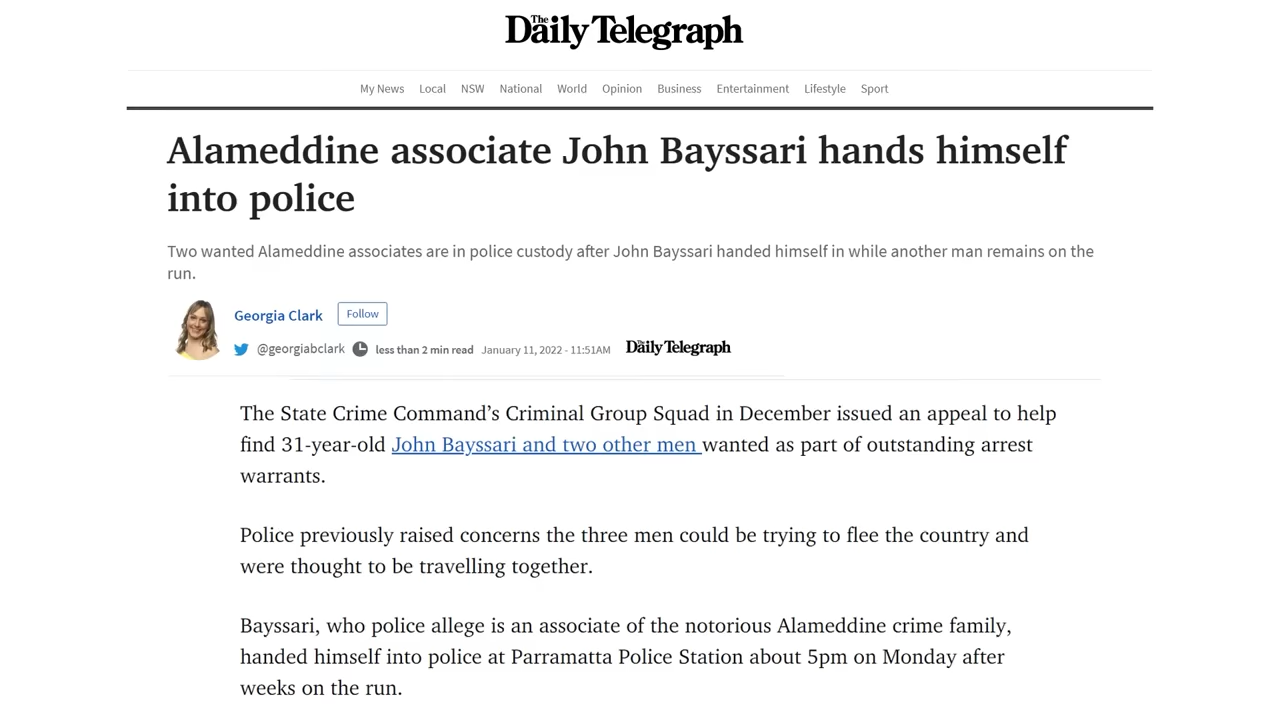 The Daily Telegraph
My News Local NSW National World Opinion Business Entertainment Lifestyle Sport
Alameddine associate John Bayssari hands himself
into police
Two wanted Alameddine associates are in police custody after John Bayssari handed himself in while another man remains on the
run.
Georgia Clark Follow
@georgiabclark less than 2 min read January 11, 2022 - 11:51AM The Daily Telegraph
The State Crime Command’s Criminal Group Squad in December issued an appeal to help
find 31-year-old John Bayssari and two other men wanted as part of outstanding arrest
warrants.
Police previously raised concerns the three men could be trying to flee the country and
were thought to be travelling together.
Bayssari, who police allege is an associate of the notorious Alameddine crime family,
handed himself into police at Parramatta Police Station about 5pm on Monday after
weeks on the run.